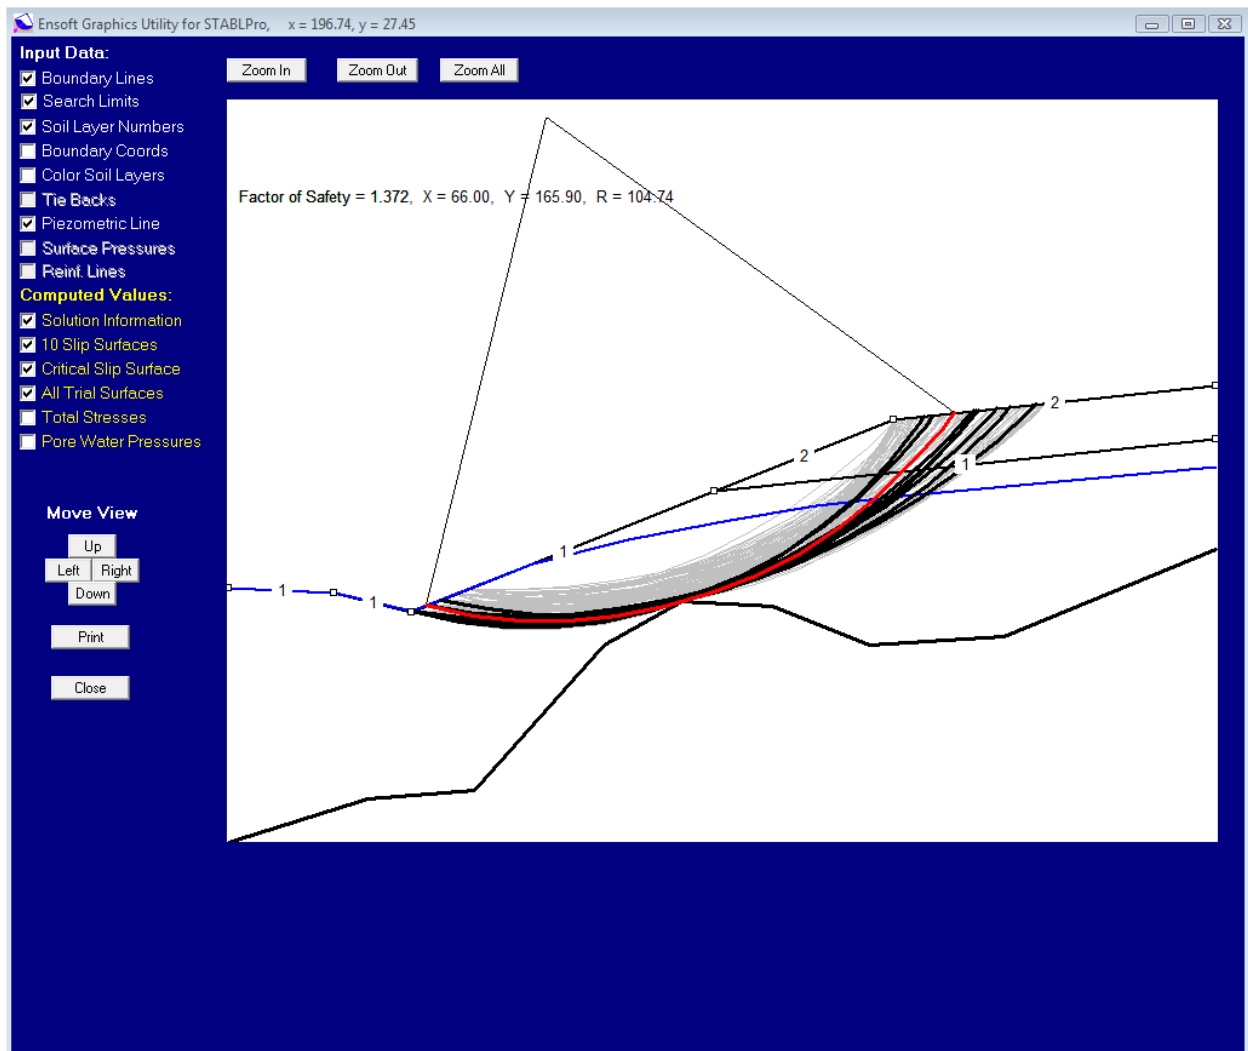 Ensoft Graphics Utility for STABLPro, x = 196.74, y = 27.45
Input Data:
Boundary Lines
Search Limits
Soil Layer Numbers
Boundary Coords
Color Soil Layers
Tie Backs
Piezometric Line
Surface Pressures
Reinf. Lines
Computed Values:
Solution Information
10 Slip Surfaces
Critical Slip Surface
All Trial Surfaces
Total Stresses
Pore Water Pressures
Move View
Up
Left Right
Down
Print
Close
Zoom In Zoom Out Zoom All
Factor of Safety = 1.372, X = 66.00, Y = 165.90, R = 104.74
2
2
1
1
1
1